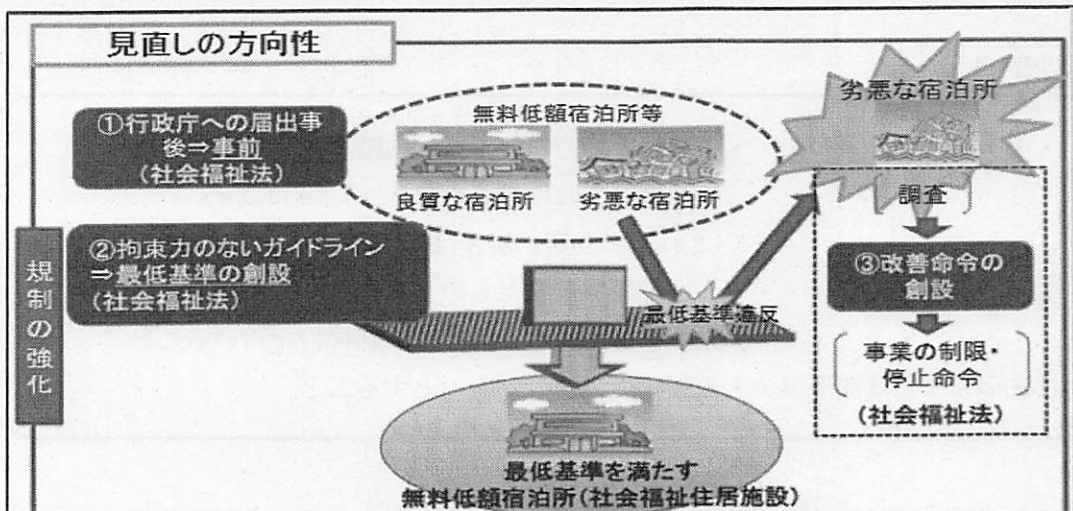 見直しの方向性
①行政庁への届出事
後⇒事前
(社会福祉法)
無料低額宿泊所等
良質な宿泊所
劣悪な宿泊所
劣悪な宿泊所
規制の強化
②拘束力のないガイドライン
⇒最低基準の創設
(社会福祉法)
最低基準違反
調査
③改善命令の
創設
事業の制限・
停止命令
(社会福祉法)
最低基準を満たす
無料低額宿泊所(社会福祉住居施設)